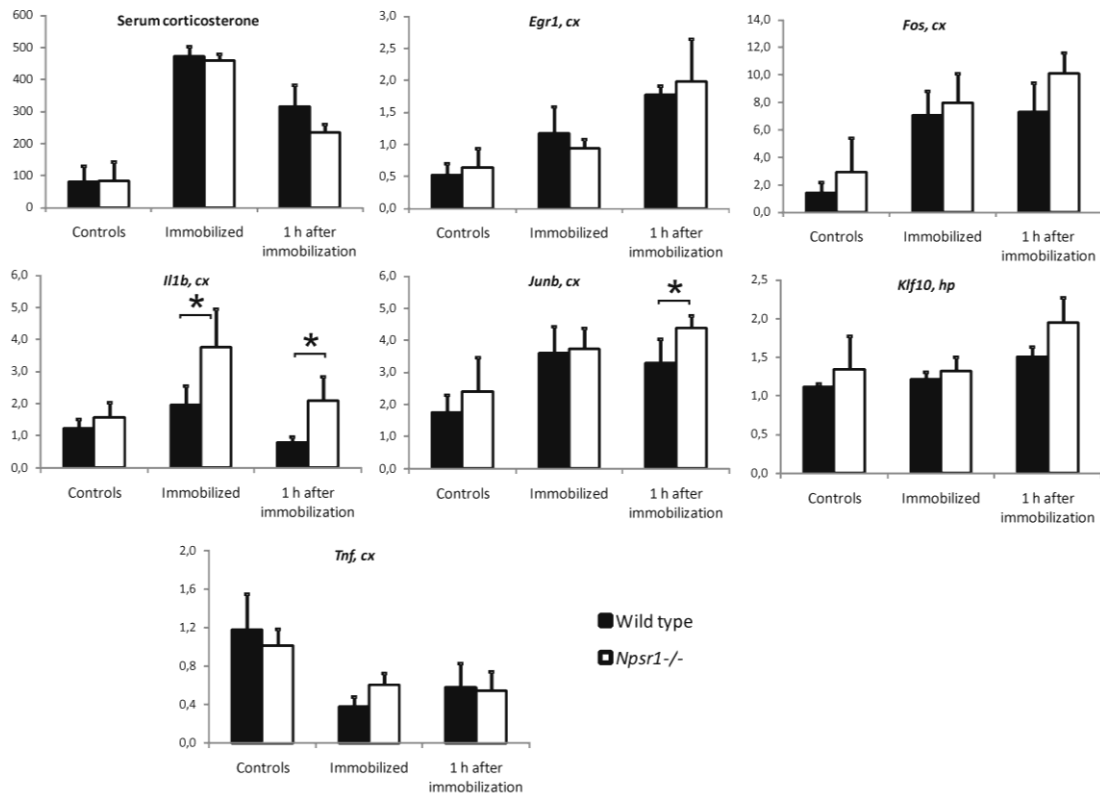 Serum corticosterone
600
500
400
300
200
100
0
Controls
Immobilized
1 h after
immobilization
Egr1, cx
3,0
2,5
2,0
1,5
1,0
0,5
0,0
Controls
Immobilized
1 h after
immobilization
Fos, cx
14,0
12,0
10,0
8,0
6,0
4,0
2,0
0,0
Controls
Immobilized
1 h after
immobilization
Il1b, cx
6,0
5,0
4,0
3,0
2,0
1,0
0,0
*
*
Controls
Immobilized
1 h after
immobilization
Junb, cx
6,0
5,0
4,0
3,0
2,0
1,0
0,0
*
Controls
Immobilized
1 h after
immobilization
Klf10, hp
2,5
2,0
1,5
1,0
0,5
0,0
Controls
Immobilized
1 h after
immobilization
Tnf, cx
2,0
1,6
1,2
0,8
0,4
0,0
Controls
Immobilized
1 h after
immobilization
Wild type
Npsr1-/-